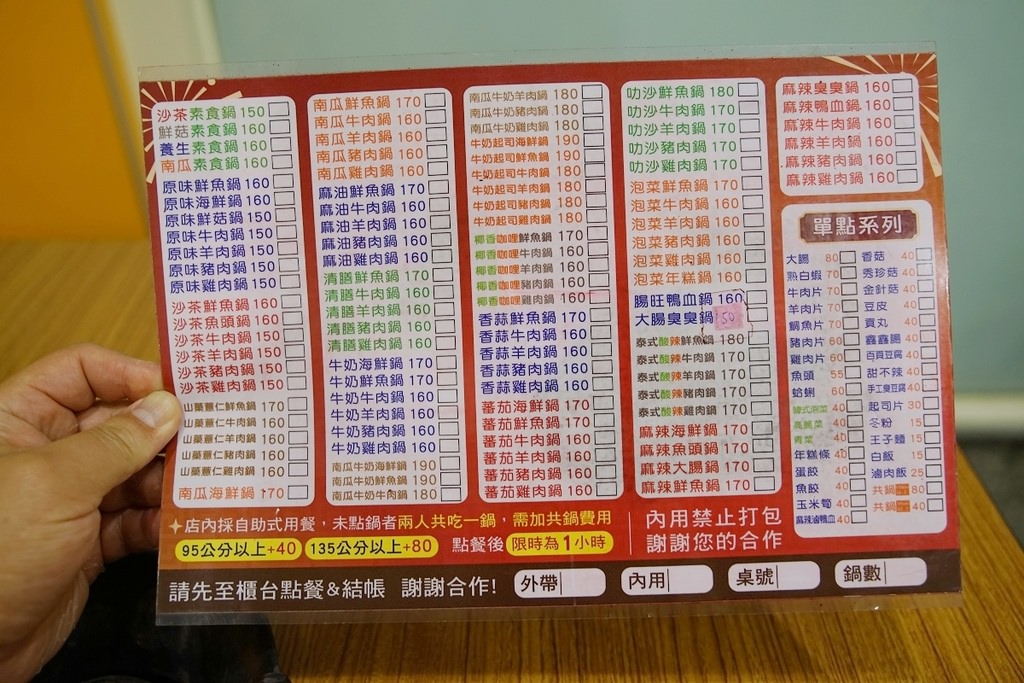 沙茶素食鍋 150
鮮菇素食鍋 160
養生素食鍋 160
南瓜素食鍋 160
原味鮮魚鍋 160
原味海鮮鍋 160
原味鮮菇鍋 150
原味牛肉鍋 150
原味羊肉鍋 150
原味豬肉鍋 150
原味雞肉鍋 150
沙茶鮮魚鍋 160
沙茶魚頭鍋 160
沙茶牛肉鍋 150
沙茶羊肉鍋 150
沙茶豬肉鍋 150
沙茶雞肉鍋 150
山藥薏仁鮮魚鍋 170
山藥薏仁牛肉鍋 160
山藥薏仁羊肉鍋 160
山藥薏仁豬肉鍋 160
山藥薏仁雞肉鍋 160
南瓜海鮮鍋 170
南瓜鮮魚鍋 170
南瓜牛肉鍋 160
南瓜羊肉鍋 160
南瓜豬肉鍋 160
南瓜雞肉鍋 160
麻油鮮魚鍋 170
麻油牛肉鍋 160
麻油羊肉鍋 160
麻油豬肉鍋 160
麻油雞肉鍋 160
清膳鮮魚鍋 170
清膳牛肉鍋 160
清膳羊肉鍋 160
清膳豬肉鍋 160
清膳雞肉鍋 160
牛奶海鮮鍋 170
牛奶鮮魚鍋 170
牛奶牛肉鍋 160
牛奶羊肉鍋 160
牛奶豬肉鍋 160
牛奶雞肉鍋 160
南瓜牛奶海鮮鍋 190
南瓜牛奶鮮魚鍋 190
南瓜牛奶牛肉鍋 180
南瓜牛奶羊肉鍋 180
南瓜牛奶豬肉鍋 180
南瓜牛奶雞肉鍋 180
牛奶起司海鮮鍋 190
牛奶起司鮮魚鍋 190
牛奶起司牛肉鍋 180
牛奶起司羊肉鍋 180
牛奶起司豬肉鍋 180
牛奶起司雞肉鍋 180
椰香咖哩鮮魚鍋 170
椰香咖哩牛肉鍋 160
椰香咖哩羊肉鍋 160
椰香咖哩豬肉鍋 160
椰香咖哩雞肉鍋 160
香蒜鮮魚鍋 170
香蒜牛肉鍋 160
香蒜羊肉鍋 160
香蒜豬肉鍋 160
香蒜雞肉鍋 160
蕃茄海鮮鍋 170
蕃茄鮮魚鍋 170
蕃茄牛肉鍋 160
蕃茄羊肉鍋 160
蕃茄豬肉鍋 160
蕃茄雞肉鍋 160
叻沙鮮魚鍋 180
叻沙牛肉鍋 170
叻沙羊肉鍋 170
叻沙豬肉鍋 170
叻沙雞肉鍋 170
泡菜鮮魚鍋 170
泡菜牛肉鍋 160
泡菜羊肉鍋 160
泡菜豬肉鍋 160
泡菜雞肉鍋 160
泡菜年糕鍋 160
腸旺鴨血鍋 160
大腸臭臭鍋 150
泰式酸辣鮮魚鍋 180
泰式酸辣牛肉鍋 170
泰式酸辣羊肉鍋 170
泰式酸辣豬肉鍋 170
泰式酸辣雞肉鍋 170
麻辣海鮮鍋 170
麻辣魚頭鍋 170
麻辣大腸鍋 170
麻辣鮮魚鍋 170
麻辣臭臭鍋 160
麻辣鴨血鍋 160
麻辣牛肉鍋 160
麻辣羊肉鍋 160
麻辣豬肉鍋 160
麻辣雞肉鍋 160
單點系列
大腸 80
熟白蝦 70
牛肉片 70
羊肉片 70
鯛魚片 70
豬肉片 60
雞肉片 60
魚頭 55
蛤蜊 60
韓式泡菜
高麗菜 40
青菜 40
年糕條 40
蛋餃 40
魚餃 40
玉米筍 40
麻辣滷鴨血 40
香菇 40
秀珍菇 40
金針菇 40
豆皮 40
貢丸 40
鑫鑫腸 40
百頁豆腐 40
甜不辣 40
手工臭豆腐 40
起司片 30
冬粉 15
王子麵 15
白飯 15
滷肉飯 25
共鍋 80
共鍋 40
✦店內採自助式用餐，未點鍋者兩人共吃一鍋，需加共鍋費用
95公分以上+40 135公分以上+80 點餐後 限時為1小時
內用禁止打包
謝謝您的合作
請先至櫃台點餐&結帳 謝謝合作! 外帶 內用 桌號 鍋數